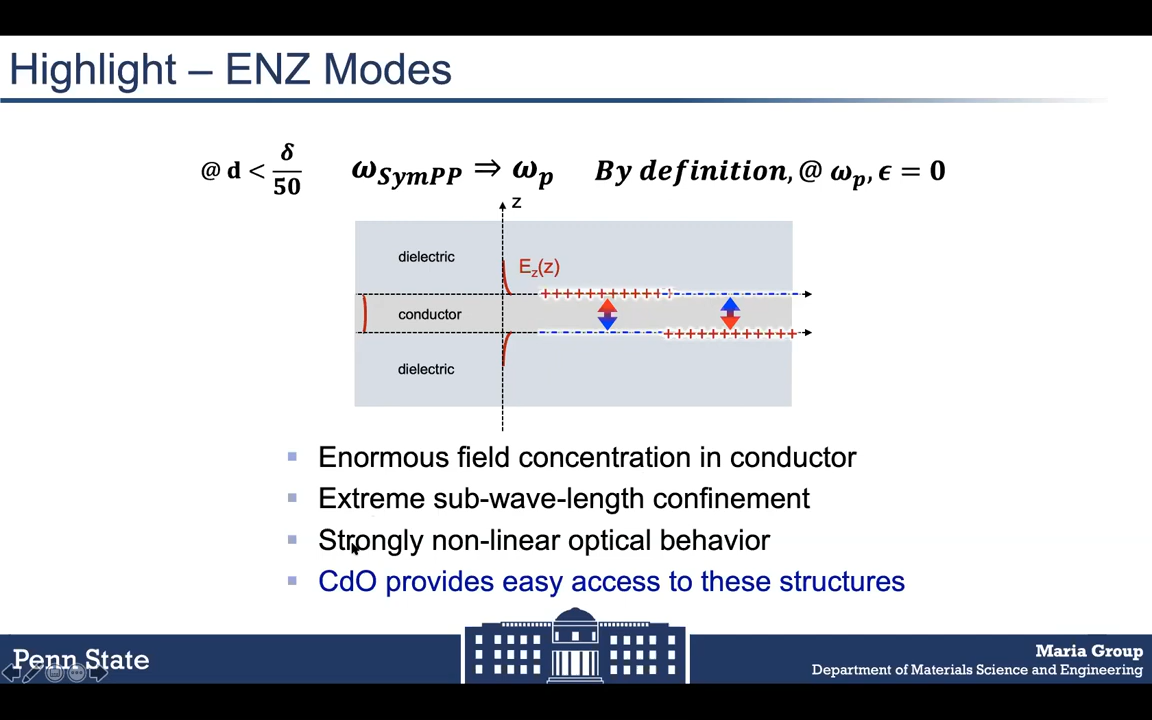 Highlight – ENZ Modes
@ d < δ/50 ω_SymPP ⇒ ω_p By definition, @ ω_p, ϵ = 0
z
dielectric
E_z(z)
+++++++++++
conductor
++++++++++++
dielectric
Enormous field concentration in conductor
Extreme sub-wave-length confinement
Strongly non-linear optical behavior
CdO provides easy access to these structures
Penn State
Maria Group
Department of Materials Science and Engineering